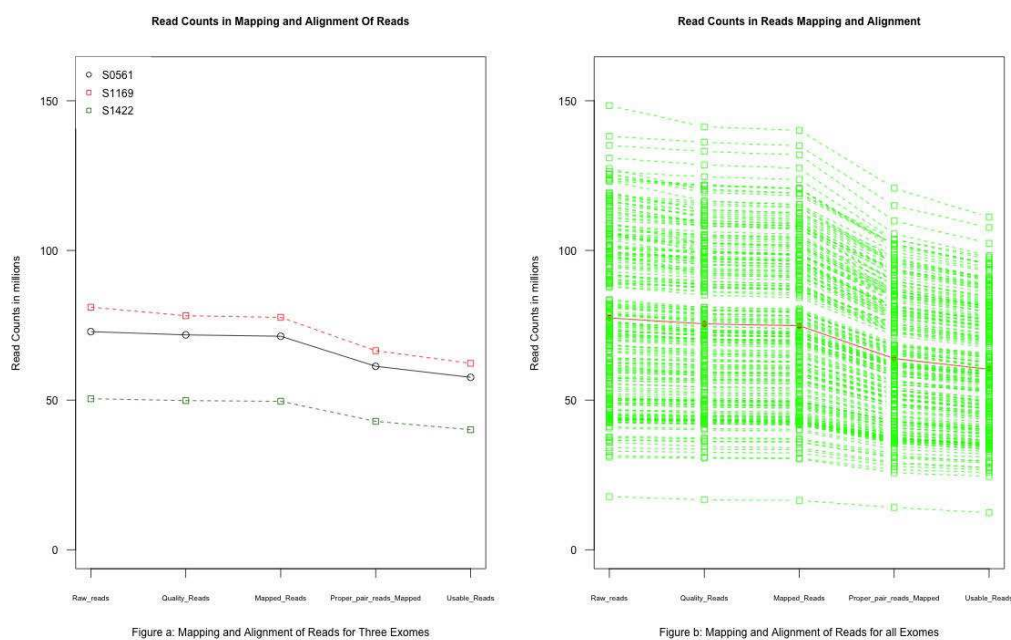 Read Counts in Mapping and Alignment Of Reads
Read Counts in millions
150
100
50
0
S0561
S1169
S1422
Raw_reads Quality_Reads Mapped_Reads Proper_pair_reads_Mapped Usable_Reads
Figure a: Mapping and Alignment of Reads for Three Exomes
Read Counts in Reads Mapping and Alignment
Read Counts in millions
150
100
50
0
Raw_reads Quality_Reads Mapped_Reads Proper_pair_reads_Mapped Usable_Reads
Figure b: Mapping and Alignment of Reads for all Exomes